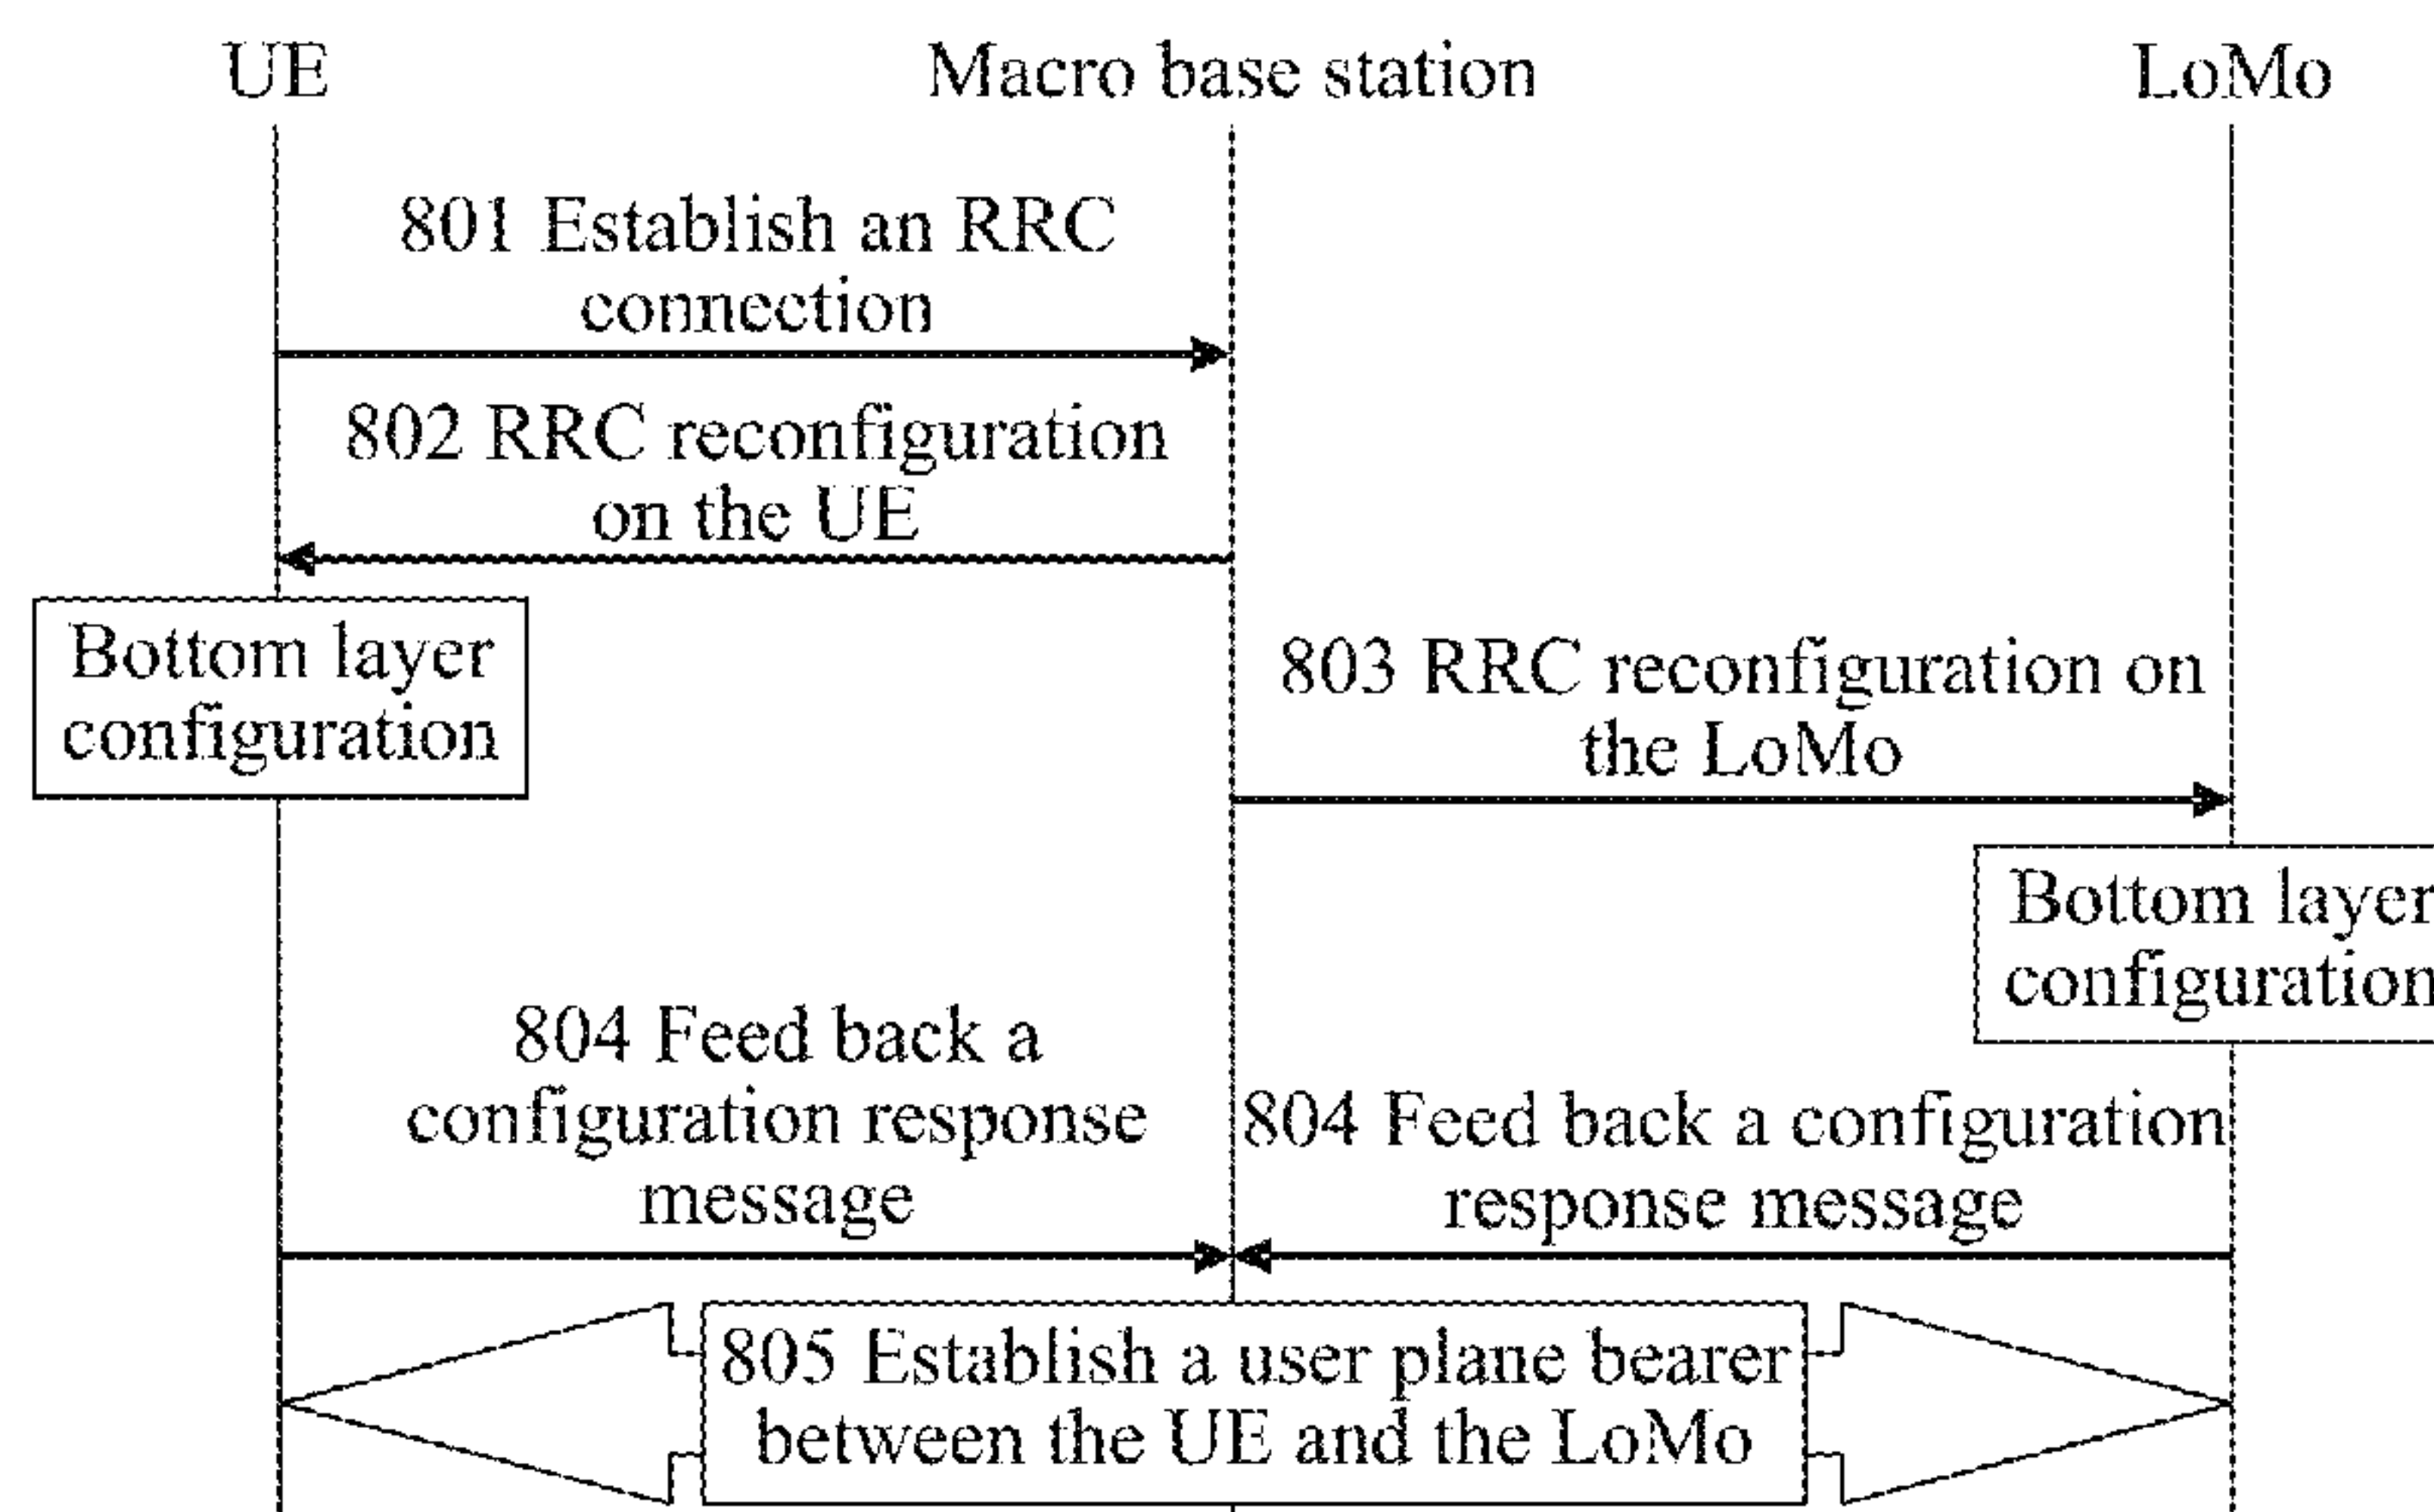 UE
Macro base station
LoMo
801 Establish an RRC
connection
802 RRC reconfiguration
on the UE
Bottom layer
configuration
803 RRC reconfiguration on
the LoMo
Bottom layer
configuration
804 Feed back a
configuration response
message
804 Feed back a configuration
response message
805 Establish a user plane bearer
between the UE and the LoMo